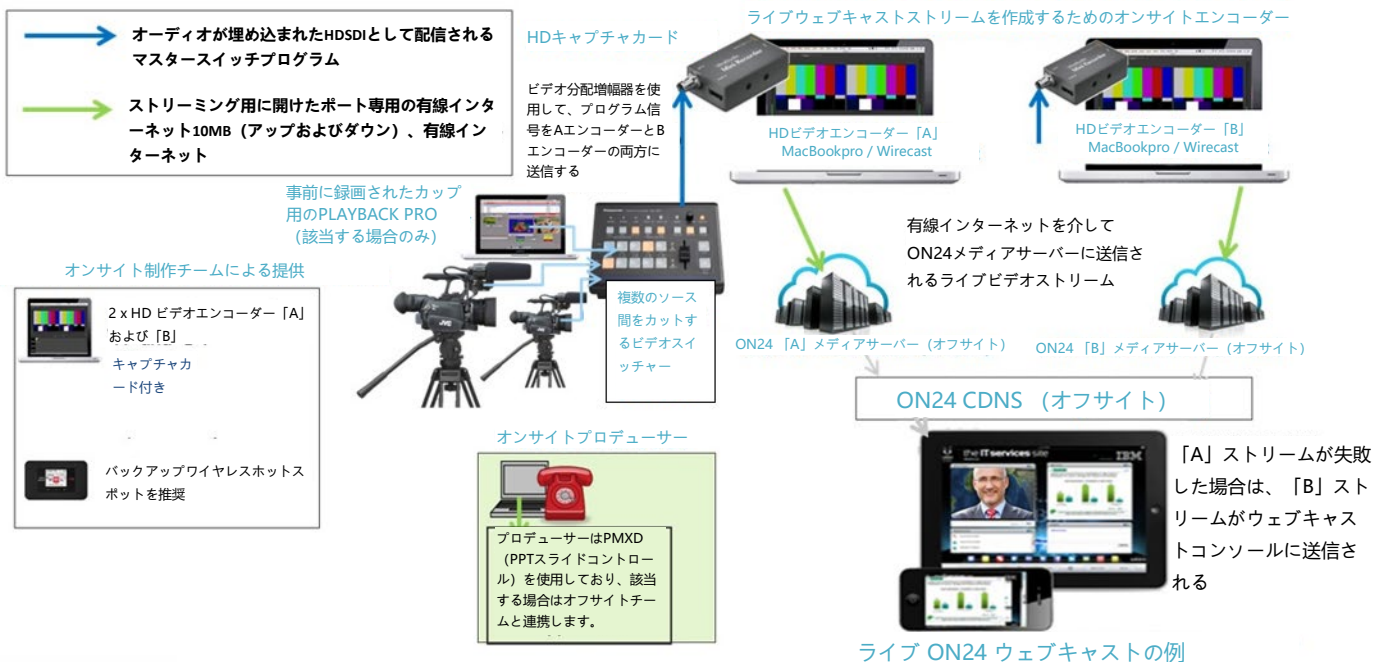 オーディオが埋め込まれたHDSDIとして配信される
マスタースイッチプログラム
ストリーミング用に開けたポート専用の有線インタ
ーネット10MB（アップおよびダウン）、有線イン
ターネット
HDキャプチャカード
ビデオ分配増幅器を使
用して、プログラム信
号をAエンコーダーとB
エンコーダーの両方に
送信する
ライブウェブキャストストリームを作成するためのオンサイトエンコーダー
HDビデオエンコーダー「A」
MacBookpro / Wirecast
HDビデオエンコーダー「B」
MacBookpro / Wirecast
事前に録画されたカップ
用のPLAYBACK PRO
（該当する場合のみ）
有線インターネットを介して
ON24メディアサーバーに送信さ
れるライブビデオストリーム
オンサイト制作チームによる提供
2 x HD ビデオエンコーダー「A」
および「B」
キャプチャカ
ード付き
バックアップワイヤレスホットス
ポットを推奨
JVC
複数のソース
間をカットす
るビデオスイ
ッチャー
ON24 「A」メディアサーバー（オフサイト）
ON24 「B」メディアサーバー（オフサイト）
ON24 CDNS （オフサイト）
オンサイトプロデューサー
プロデューサーはPMXD
（PPTスライドコントロー
ル）を使用しており、該当
する場合はオフサイトチー
ムと連携します。
the IT services site
IBM
「A」ストリームが失敗
した場合は、「B」スト
リームがウェブキャス
トコンソールに送信さ
れる
ライブ ON24 ウェブキャストの例